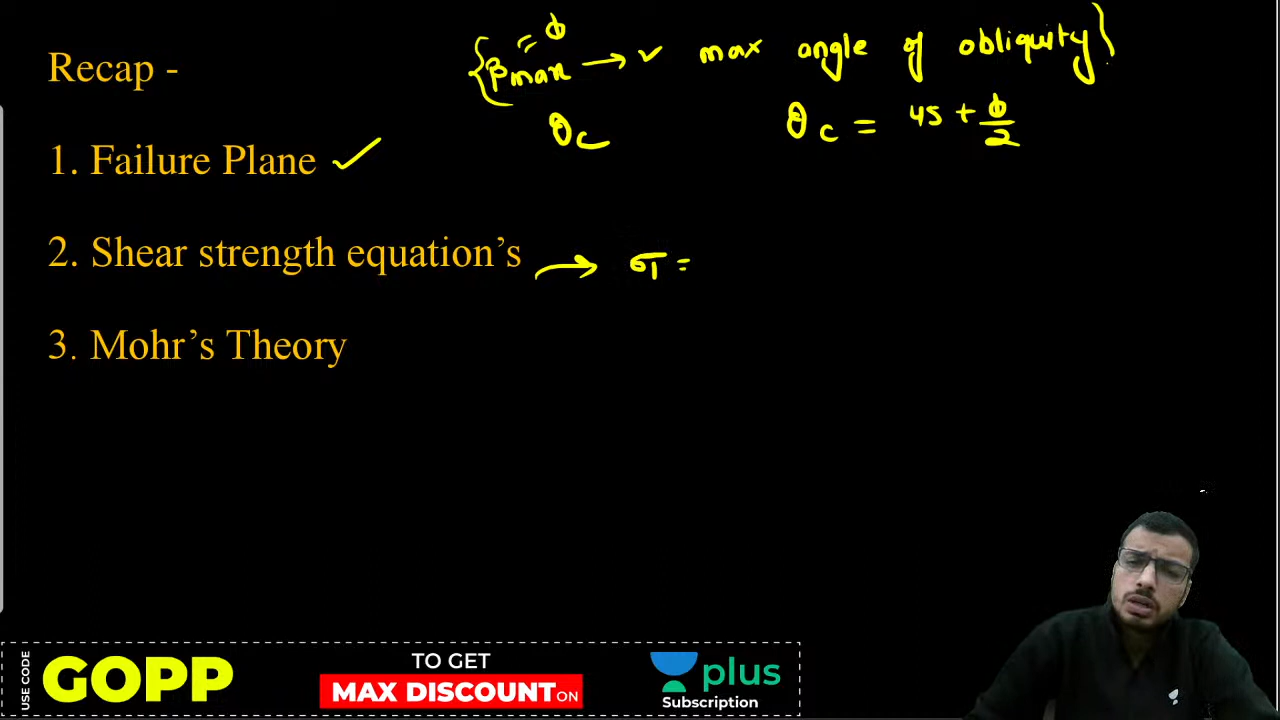 Recap -
= φ
{βmax → ✓ max angle of obliquity}
θc θc = 45 + φ/2
1. Failure Plane ✓
2. Shear strength equation’s → σ1 =
3. Mohr’s Theory
USE CODE
GOPP
TO GET
MAX DISCOUNT ON
plus
Subscription